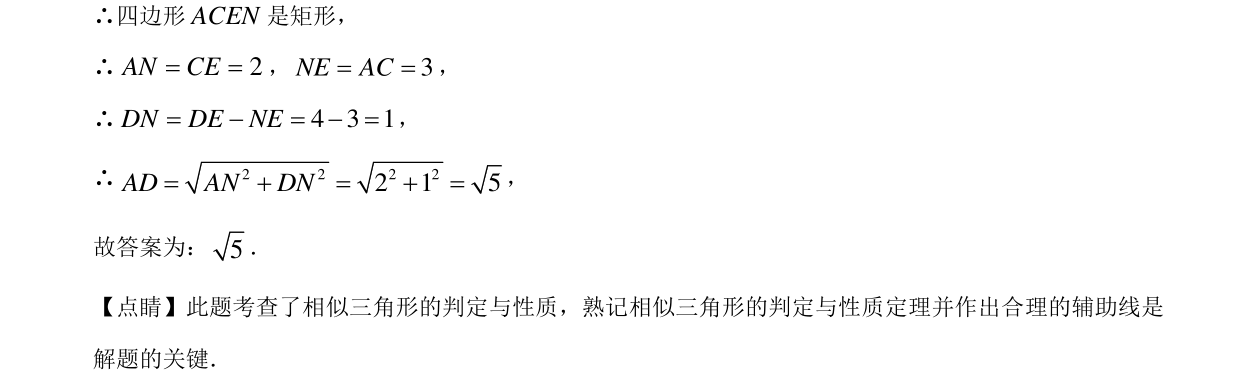 ∴四边形 ACEN 是矩形，
∴ AN = CE = 2， NE = AC = 3，
∴ DN = DE − NE = 4 − 3 = 1，
∴ AD = √(AN² + DN²) = √(2² + 1²) = √5，
故答案为：√5．
【点睛】此题考查了相似三角形的判定与性质，熟记相似三角形的判定与性质定理并作出合理的辅助线是
解题的关键．